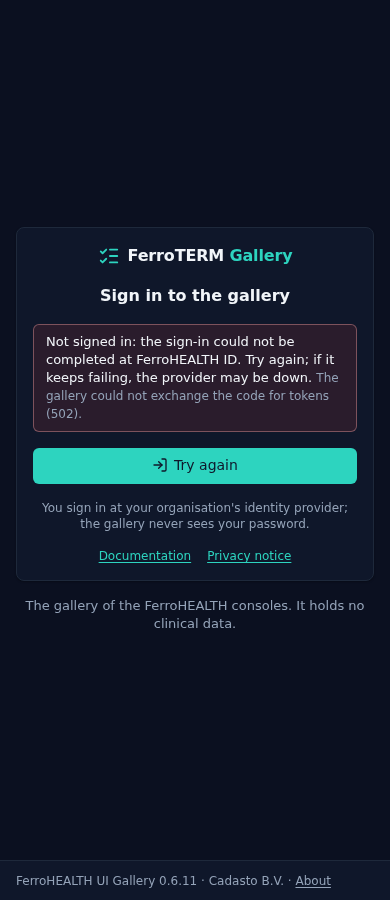 FerroTERM Gallery
Sign in to the gallery
Not signed in: the sign-in could not be
completed at FerroHEALTH ID. Try again; if it
keeps failing, the provider may be down. The
gallery could not exchange the code for tokens
(502).
Try again
You sign in at your organisation's identity provider;
the gallery never sees your password.
Documentation Privacy notice
The gallery of the FerroHEALTH consoles. It holds no
clinical data.
FerroHEALTH UI Gallery 0.6.11 · Cadasto B.V. · About